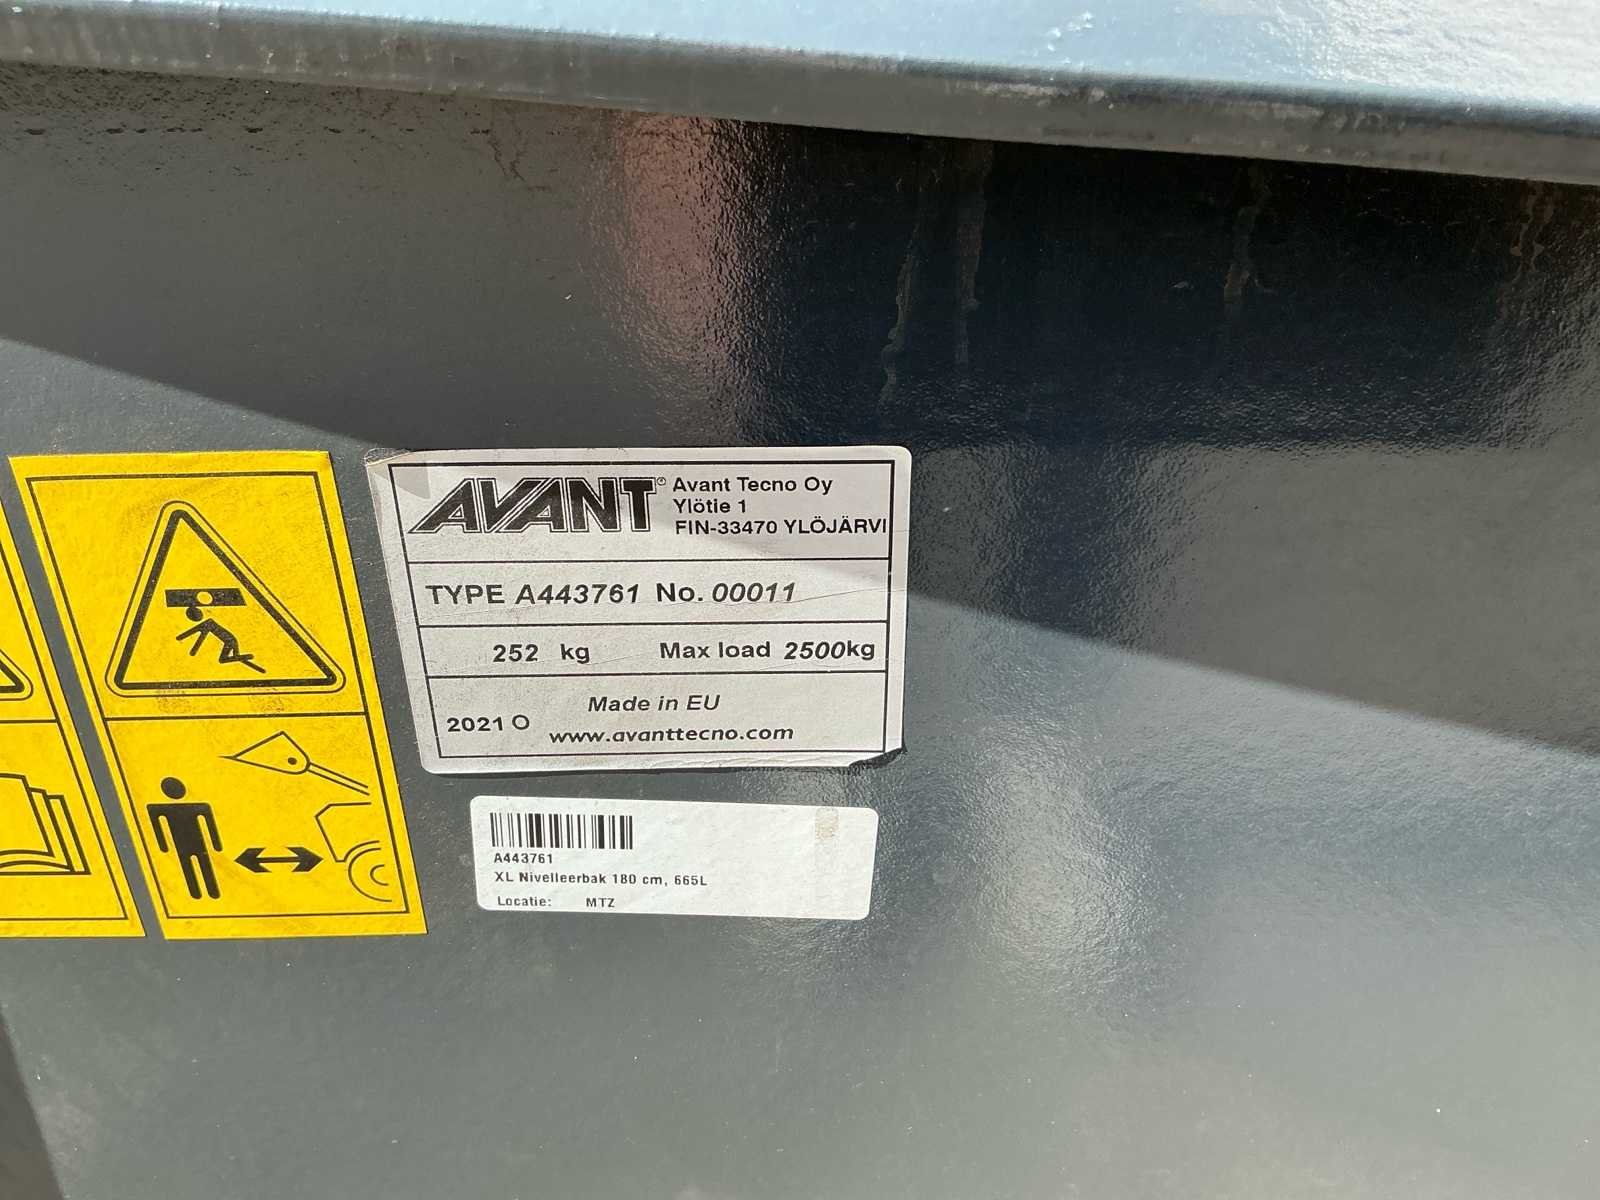 AVANT® Avant Tecno Oy
Ylötie 1
FIN-33470 YLÖJÄRVI
TYPE A443761 No. 00011
252 kg Max load 2500kg
Made in EU
2021 O
www.avanttecno.com
A443761
XL Nivelleerbak 180 cm, 665L
Locatie: MTZ